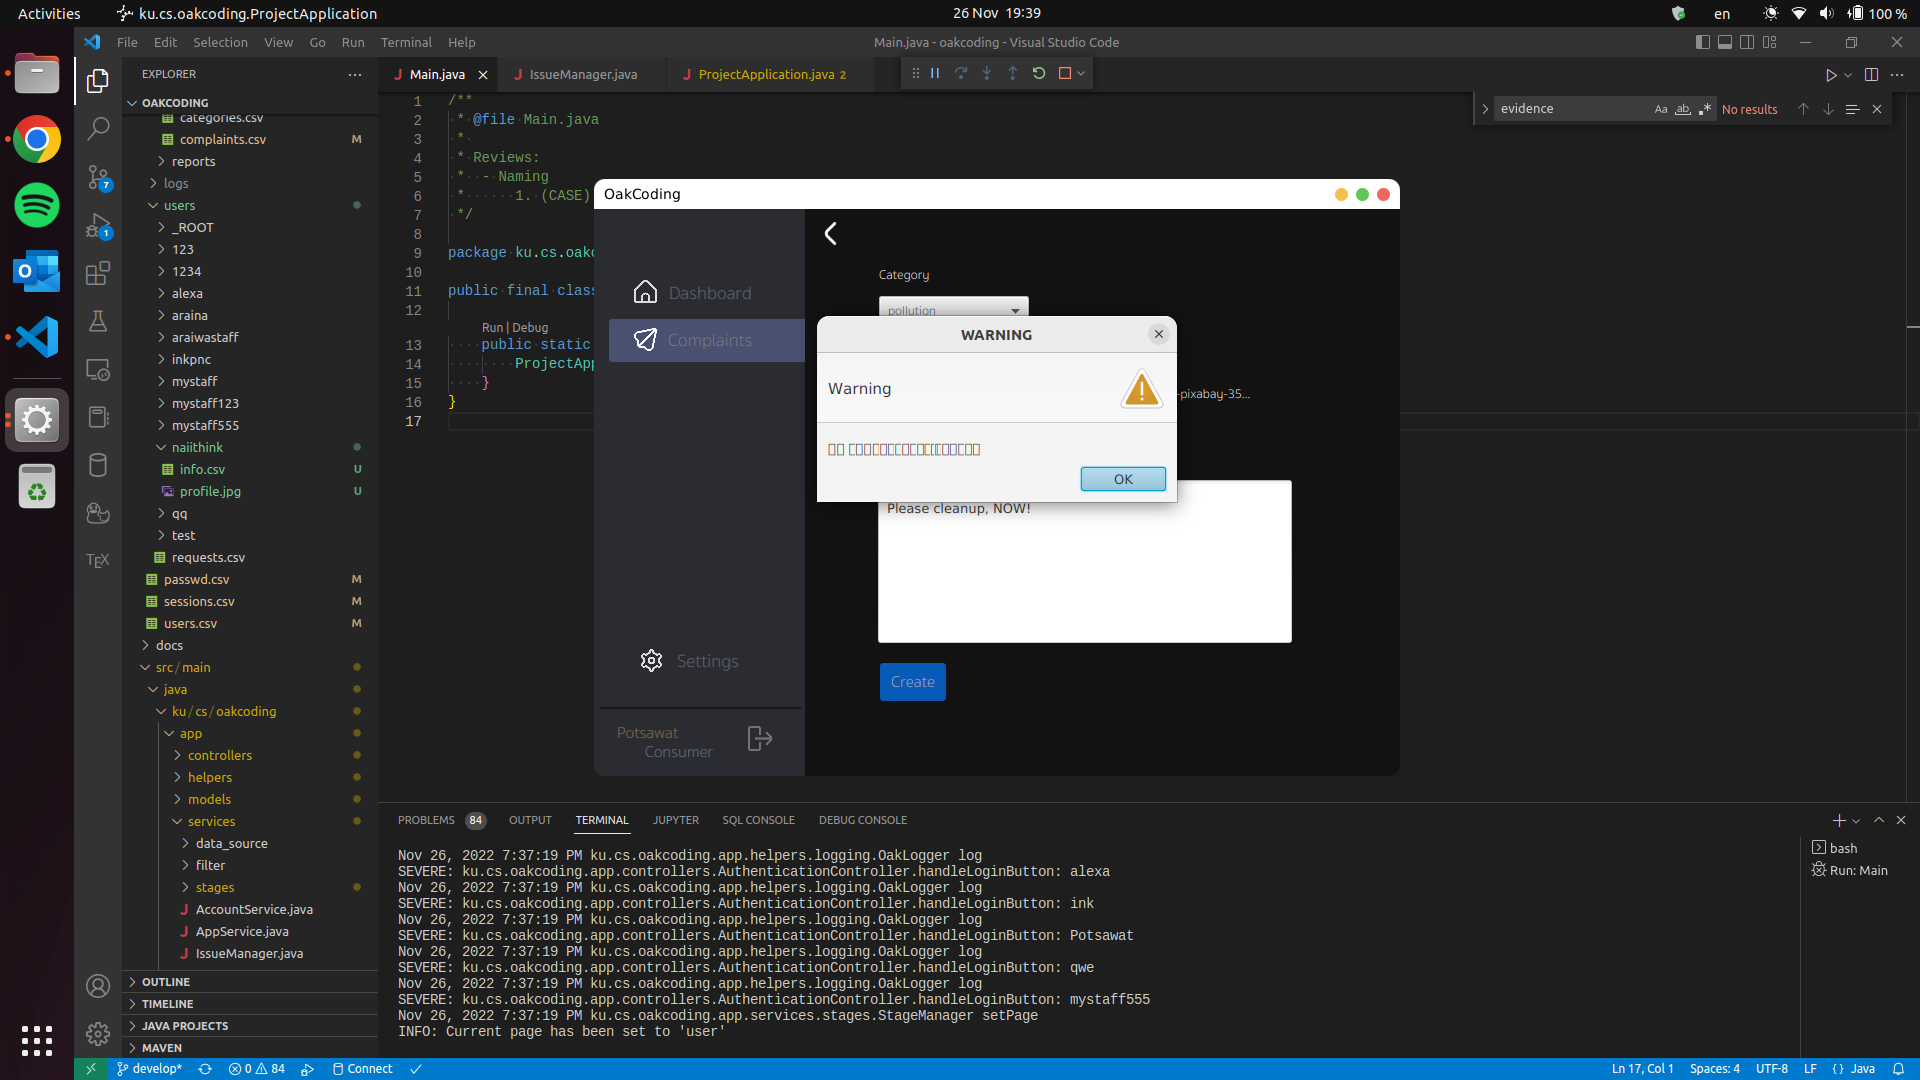 Activities
ku.cs.oakcoding.ProjectApplication
26 Nov 19:39
en
100 %
File Edit Selection View Go Run Terminal Help
Main.java - oakcoding - Visual Studio Code
EXPLORER
OAKCODING
categories.csv
complaints.csv M
reports
logs
users
_ROOT
123
1234
alexa
araina
araiwastaff
inkpnc
mystaff
mystaff123
mystaff555
naiithink
info.csv U
profile.jpg U
qq
test
requests.csv
passwd.csv M
sessions.csv M
users.csv M
docs
src / main
java
ku / cs / oakcoding
app
controllers
helpers
models
services
data_source
filter
stages
AccountService.java
AppService.java
IssueManager.java
OUTLINE
TIMELINE
JAVA PROJECTS
MAVEN
7
1
TEX
J Main.java
J IssueManager.java
J ProjectApplication.java 2
evidence
Aa ab .*
No results
1 /**
2 * @file Main.java
3 *
4 * Reviews:
5 * - Naming
6 * 1. (CASE)
7 */
8
9 package ku.cs.oakc
10
11 public final class
12
Run | Debug
13 public static
14 ProjectApp
15 }
16 }
17
OakCoding
Dashboard
Complaints
Settings
Potsawat
Consumer
Category
pollution
-pixabay-35...
WARNING
Warning
OK
Please cleanup, NOW!
Create
PROBLEMS 84 OUTPUT TERMINAL JUPYTER SQL CONSOLE DEBUG CONSOLE
Nov 26, 2022 7:37:19 PM ku.cs.oakcoding.app.helpers.logging.OakLogger log
SEVERE: ku.cs.oakcoding.app.controllers.AuthenticationController.handleLoginButton: alexa
Nov 26, 2022 7:37:19 PM ku.cs.oakcoding.app.helpers.logging.OakLogger log
SEVERE: ku.cs.oakcoding.app.controllers.AuthenticationController.handleLoginButton: ink
Nov 26, 2022 7:37:19 PM ku.cs.oakcoding.app.helpers.logging.OakLogger log
SEVERE: ku.cs.oakcoding.app.controllers.AuthenticationController.handleLoginButton: Potsawat
Nov 26, 2022 7:37:19 PM ku.cs.oakcoding.app.helpers.logging.OakLogger log
SEVERE: ku.cs.oakcoding.app.controllers.AuthenticationController.handleLoginButton: qwe
Nov 26, 2022 7:37:19 PM ku.cs.oakcoding.app.helpers.logging.OakLogger log
SEVERE: ku.cs.oakcoding.app.controllers.AuthenticationController.handleLoginButton: mystaff555
Nov 26, 2022 7:37:19 PM ku.cs.oakcoding.app.services.stages.StageManager setPage
INFO: Current page has been set to 'user'
bash
Run: Main
develop*
0 84
Connect
Ln 17, Col 1
Spaces: 4
UTF-8
LF
{ } Java